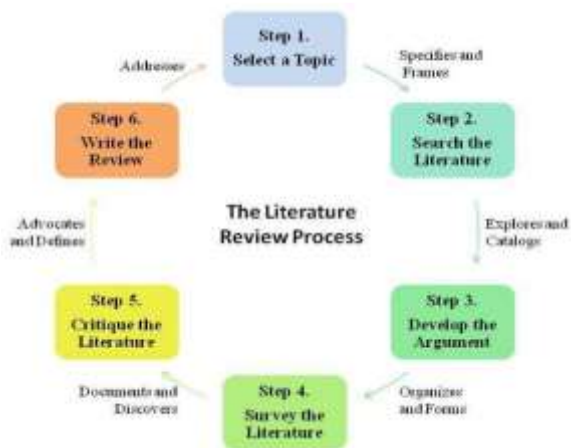 Step 1.
Select a Topic
Specifies and
Frames
Step 2.
Search the
Literature
Explores and
Catalogs
Step 3.
Develop the
Argument
Organizes
and Forms
Step 4.
Survey the
Literature
Documents and
Discovers
Step 5.
Critique the
Literature
Advocates
and Defines
Step 6.
Write the
Review
Addresses
The Literature
Review Process